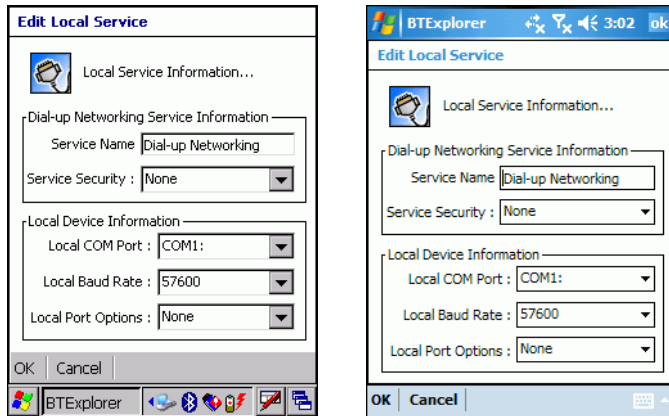 Edit Local Service
Local Service Information...
Dial-up Networking Service Information
Service Name Dial-up Networking
Service Security : None
Local Device Information
Local COM Port : COM1:
Local Baud Rate : 57600
Local Port Options : None
OK Cancel
BTExplorer
BTExplorer 3:02 ok
Edit Local Service
Local Service Information...
Dial-up Networking Service Information
Service Name Dial-up Networking
Service Security : None
Local Device Information
Local COM Port : COM1:
Local Baud Rate : 57600
Local Port Options : None
OK Cancel